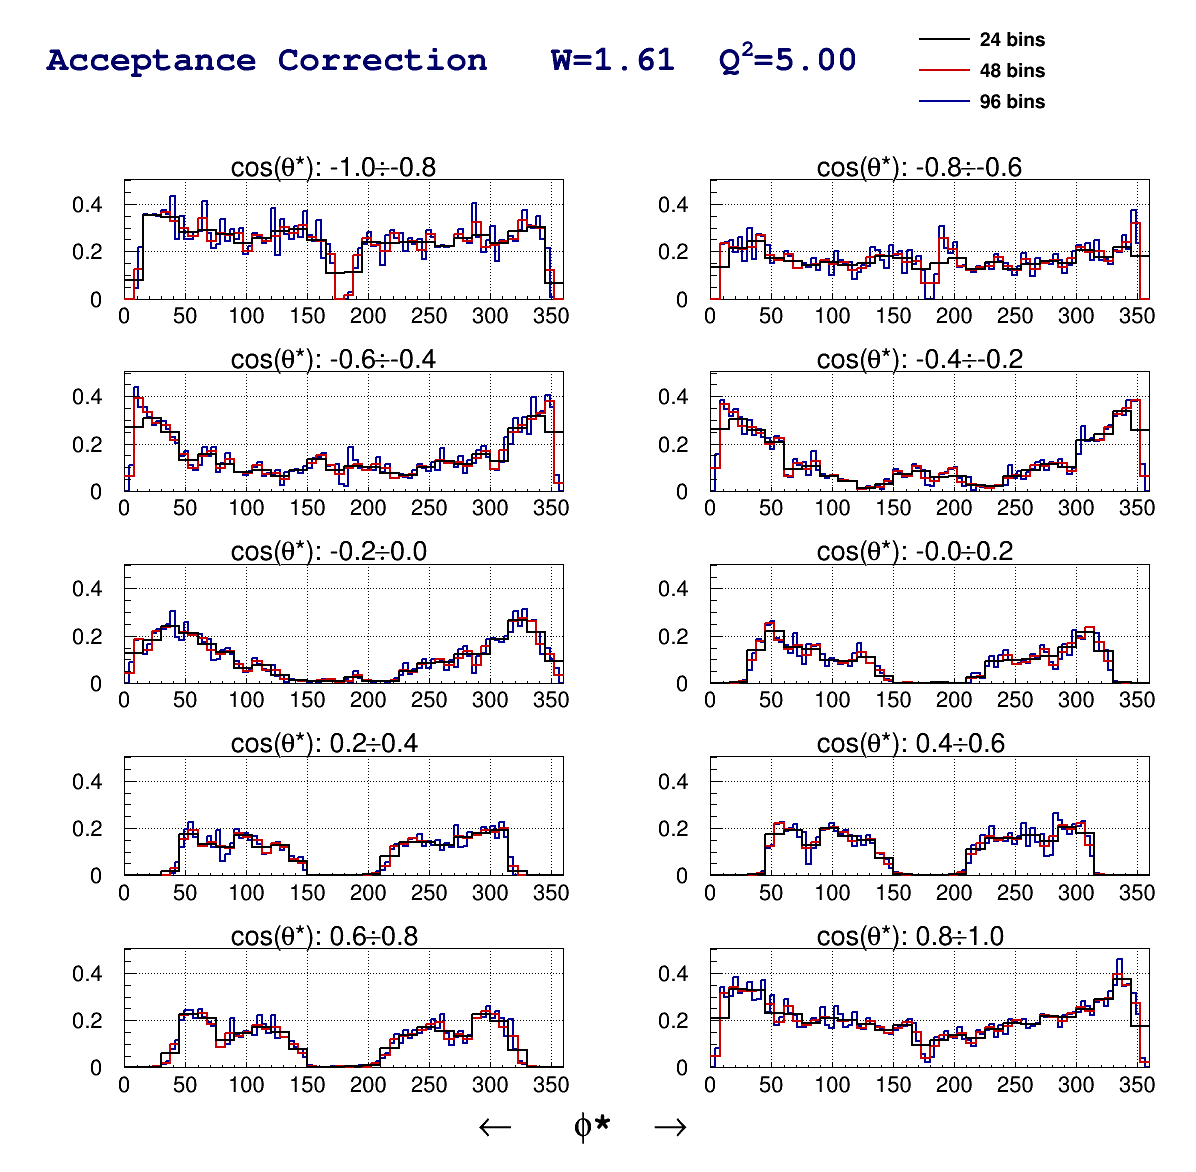 Acceptance Correction W=1.61 Q²=5.00
24 bins
48 bins
96 bins
cos(θ*): -1.0÷-0.8
0.4
0.2
0
0 50 100 150 200 250 300 350
cos(θ*): -0.8÷-0.6
0.4
0.2
0
0 50 100 150 200 250 300 350
cos(θ*): -0.6÷-0.4
0.4
0.2
0
0 50 100 150 200 250 300 350
cos(θ*): -0.4÷-0.2
0.4
0.2
0
0 50 100 150 200 250 300 350
cos(θ*): -0.2÷0.0
0.4
0.2
0
0 50 100 150 200 250 300 350
cos(θ*): -0.0÷0.2
0.4
0.2
0
0 50 100 150 200 250 300 350
cos(θ*): 0.2÷0.4
0.4
0.2
0
0 50 100 150 200 250 300 350
cos(θ*): 0.4÷0.6
0.4
0.2
0
0 50 100 150 200 250 300 350
cos(θ*): 0.6÷0.8
0.4
0.2
0
0 50 100 150 200 250 300 350
cos(θ*): 0.8÷1.0
0.4
0.2
0
0 50 100 150 200 250 300 350
← ϕ* →